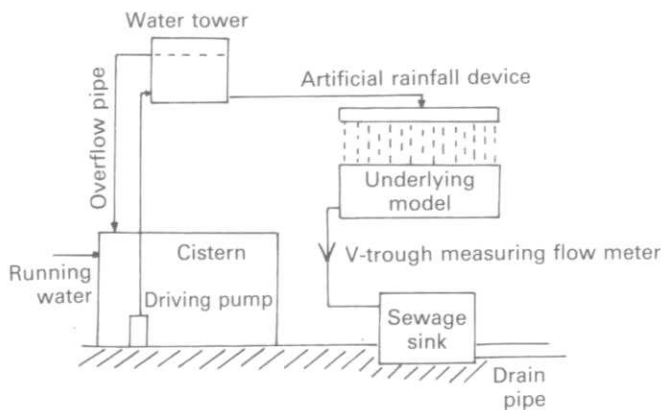 Water tower
Artificial rainfall device
Overflow pipe
Underlying
model
Cistern
V-trough measuring flow meter
Running
water
Driving pump
Sewage
sink
Drain
pipe